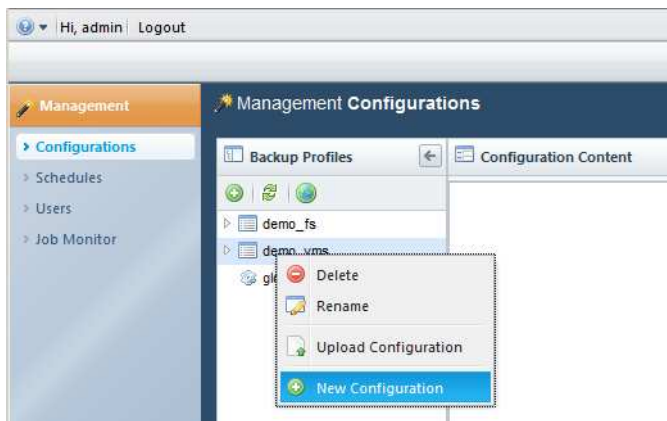 Hi, admin Logout
Management
Management Configurations
Configurations
Schedules
Users
Job Monitor
Backup Profiles
Configuration Content
demo_fs
demo_vms
Delete
Rename
Upload Configuration
New Configuration